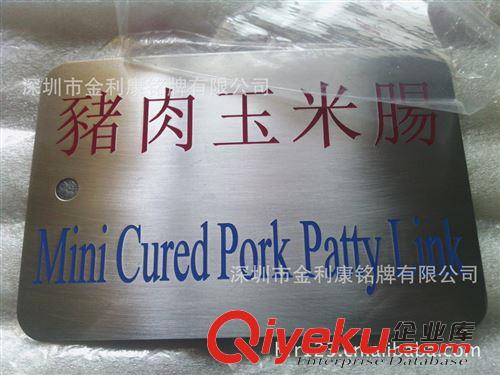 深圳市金利康铭牌有限公司
豬肉玉米腸
Mini Cured Pork Patty Link
深圳市金利康铭牌有限公司
Qiyeku.com 企业库
Enterprise Database